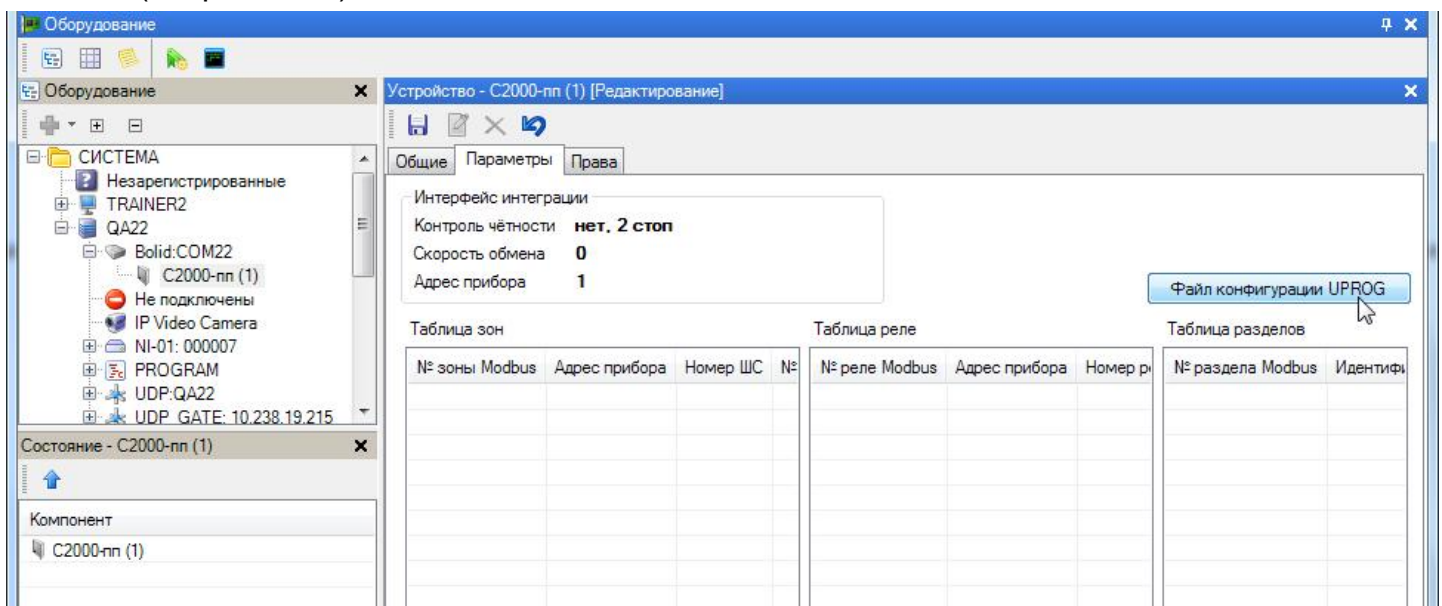 Оборудование
Оборудование
СИСТЕМА
Незарегистрированные
TRAINER2
QA22
Bolid:COM22
С2000-пп (1)
Не подключены
IP Video Camera
NI-01: 000007
PROGRAM
UDP:QA22
UDP_GATE: 10.238.19.215
Состояние - С2000-пп (1)
Компонент
С2000-пп (1)
Устройство - С2000-пп (1) [Редактирование]
Общие Параметры Права
Интерфейс интеграции
Контроль чётности нет, 2 стоп
Скорость обмена 0
Адрес прибора 1
Файл конфигурации UPROG
Таблица зон Таблица реле Таблица разделов
№ зоны Modbus Адрес прибора Номер ШС № № реле Modbus Адрес прибора Номер р № раздела Modbus Идентифи